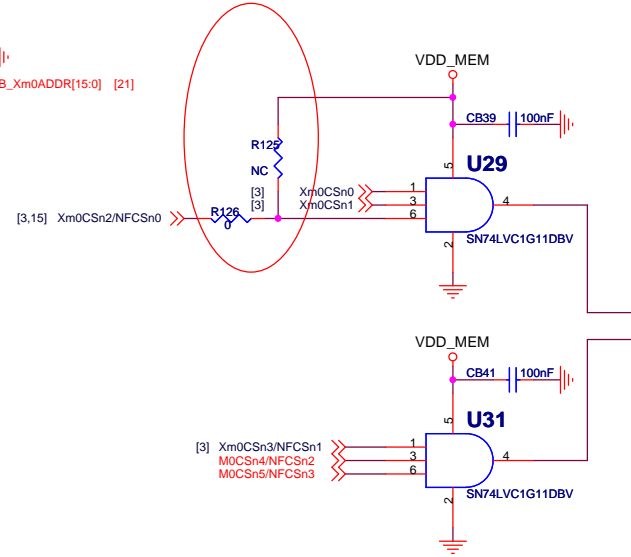 B_Xm0ADDR[15:0] [21]
VDD_MEM
CB39 100nF
R125
NC
5
U29
[3] Xm0CSn0 1
[3] Xm0CSn1 3
4
[3,15] Xm0CSn2/NFCSn0 R126 6
0
2
SN74LVC1G11DBV
VDD_MEM
CB41 100nF
5
U31
[3] Xm0CSn3/NFCSn1 1
M0CSn4/NFCSn2 3 4
M0CSn5/NFCSn3 6
2
SN74LVC1G11DBV